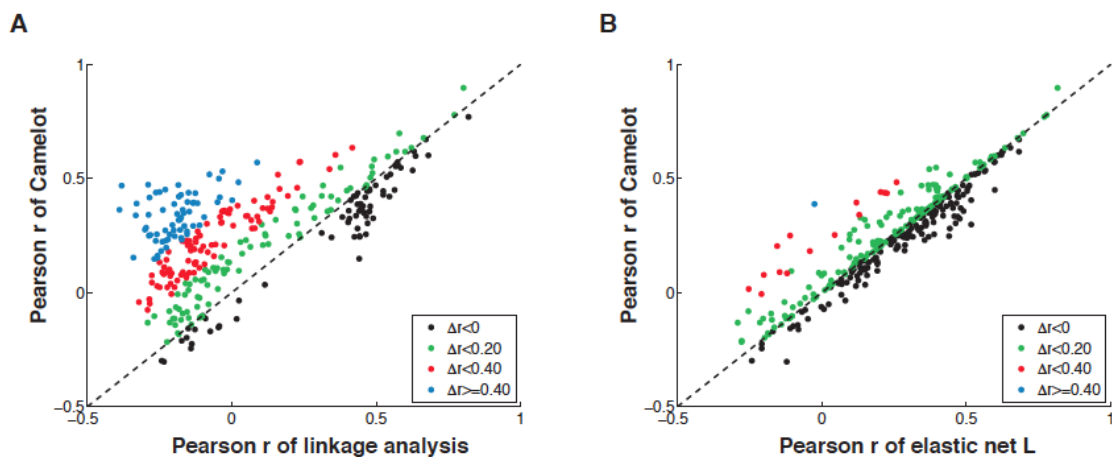 A
Pearson r of Camelot
1
0.5
0
−0.5
−0.5
0
0.5
1
Pearson r of linkage analysis
Δr<0
Δr<0.20
Δr<0.40
Δr>=0.40
B
Pearson r of Camelot
1
0.5
0
−0.5
−0.5
0
0.5
1
Pearson r of elastic net L
Δr<0
Δr<0.20
Δr<0.40
Δr>=0.40